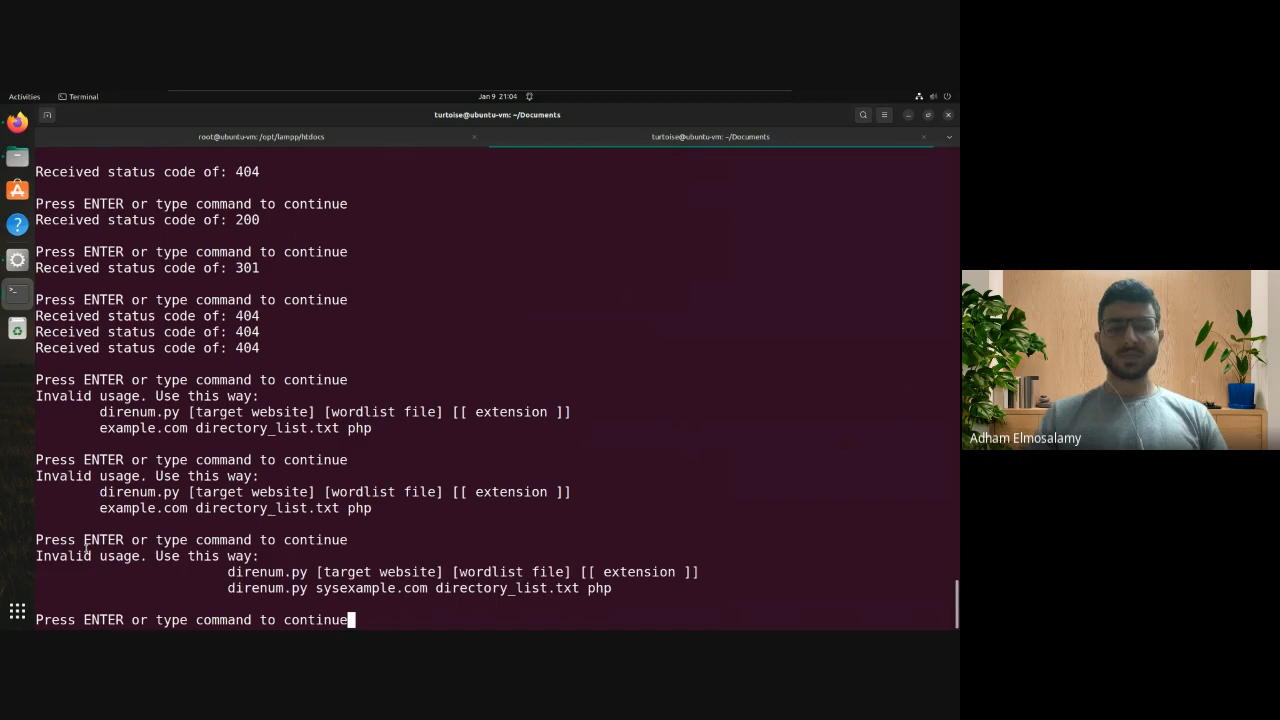 Activities
Terminal
Jan 9 21:04
turtoise@ubuntu-vm: ~/Documents
root@ubuntu-vm: /opt/lampp/htdocs
turtoise@ubuntu-vm: ~/Documents
Received status code of: 404
Press ENTER or type command to continue
Received status code of: 200
Press ENTER or type command to continue
Received status code of: 301
Press ENTER or type command to continue
Received status code of: 404
Received status code of: 404
Received status code of: 404
Press ENTER or type command to continue
Invalid usage. Use this way:
direnum.py [target website] [wordlist file] [[ extension ]]
example.com directory_list.txt php
Press ENTER or type command to continue
Invalid usage. Use this way:
direnum.py [target website] [wordlist file] [[ extension ]]
example.com directory_list.txt php
Press ENTER or type command to continue
Invalid usage. Use this way:
direnum.py [target website] [wordlist file] [[ extension ]]
direnum.py sysexample.com directory_list.txt php
Press ENTER or type command to continue
Adham Elmosalamy